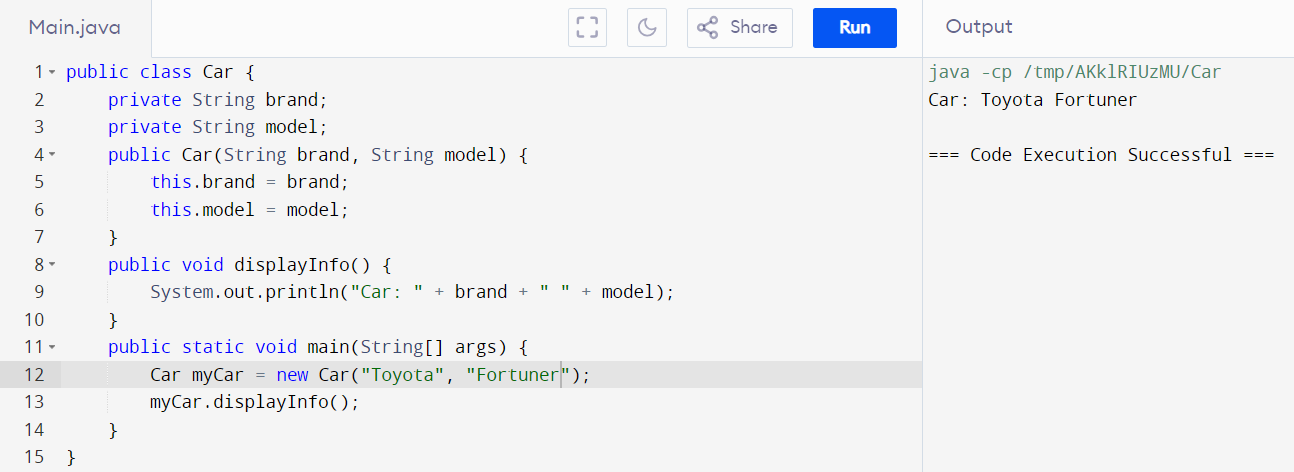 Main.java Share Run Output
1 public class Car {
2     private String brand;
3     private String model;
4     public Car(String brand, String model) {
5         this.brand = brand;
6         this.model = model;
7     }
8     public void displayInfo() {
9         System.out.println("Car: " + brand + " " + model);
10     }
11     public static void main(String[] args) {
12         Car myCar = new Car("Toyota", "Fortuner");
13         myCar.displayInfo();
14     }
15 }
java -cp /tmp/AKklRIUzMU/Car
Car: Toyota Fortuner
=== Code Execution Successful ===